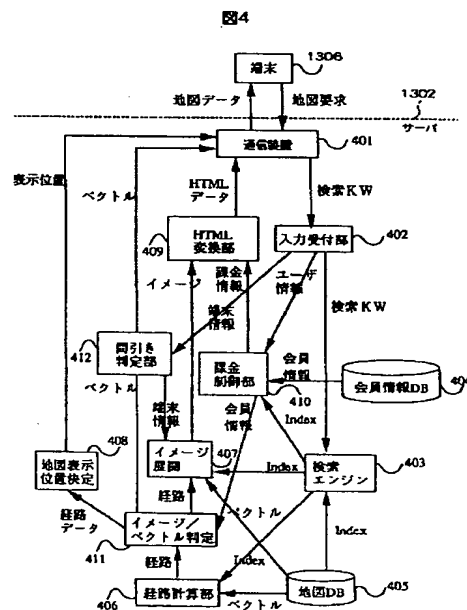 図4
端末
1306
地図データ
地図要求
1302
サーバ
通信装置
401
表示位置
ベクトル
HTML
データ
検索KW
HTML
変換部
409
入力受付部
402
イメージ
課金
情報
ユーザ
情報
検索KW
端末
情報
間引き
判定部
412
課金
制御部
410
会員
情報
会員情報DB
404
ベクトル
端末
情報
会員
情報
Index
地図表示
位置決定
408
イメージ
展開
407
Index
検索
エンジン
403
経路
データ
経路
ベクトル
イメージ/
ベクトル判定
411
Index
Index
経路
経路計算部
406
ベクトル
地図DB
405